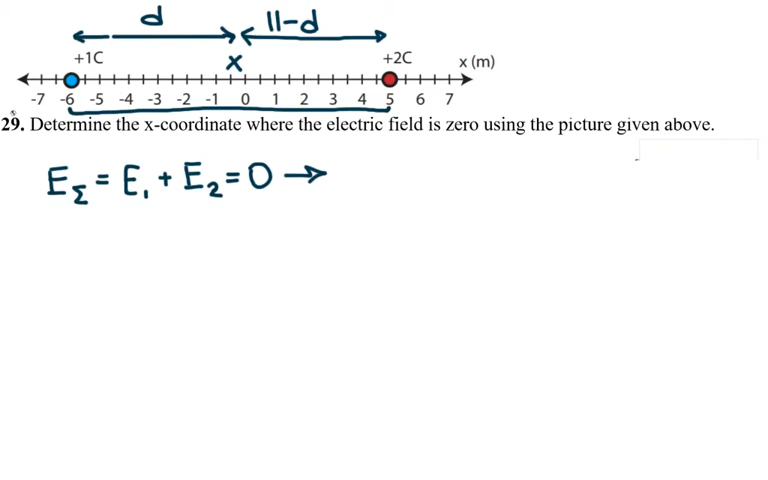 d 11-d
+1C x +2C x (m)
-7 -6 -5 -4 -3 -2 -1 0 1 2 3 4 5 6 7
29. Determine the x-coordinate where the electric field is zero using the picture given above.
E_Σ = E₁ + E₂ = 0 →